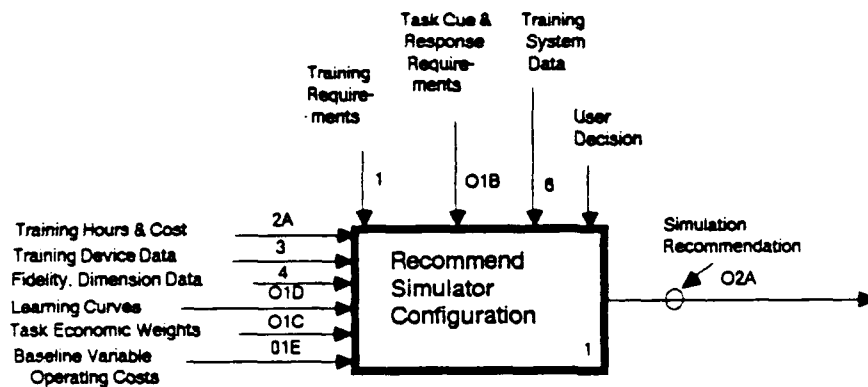 Task Cue &
Response
Require-
ments
Training
System
Data
Training
Require-
ments
User
Decision
1
O1B
6
Training Hours & Cost
2A
Training Device Data
3
Fidelity. Dimension Data
4
Learning Curves
O1D
Task Economic Weights
O1C
Baseline Variable
Operating Costs
01E
Recommend
Simulator
Configuration
1
Simulation
Recommendation
O2A